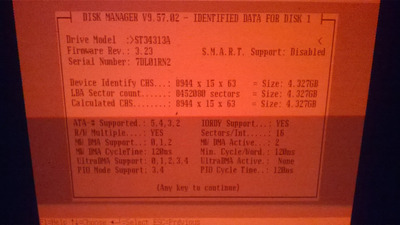 DISK MANAGER V9.57.02 - IDENTIFIED DATA FOR DISK 1
Drive Model :>ST34313A <
Firmware Rev.: 3.23 S.M.A.R.T. Support: Disabled
Serial Number: 7DL01RN2
Device Identify CHS...: 8944 x 15 x 63 = Size: 4.327GB
LBA Sector count.....: 8452080 sectors = Size: 4.327GB
Calculated CHS.......: 8944 x 15 x 63 = Size: 4.327GB
ATA-# Supported.: 5,4,3,2 IORDY Support...: YES
R/W Multiple....: YES Sectors/Int.....: 16
MW DMA Support..: 0,1,2 MW DMA Active..: 2
MW DMA CycleTime: 120ns Min. Cycle/Word.: 120ns
UltraDMA Support: 0,1,2,3,4 UltraDMA Active.: None
PIO Mode Support: 3,4 PIO Cycle Time..: 120ns
(Any key to continue)